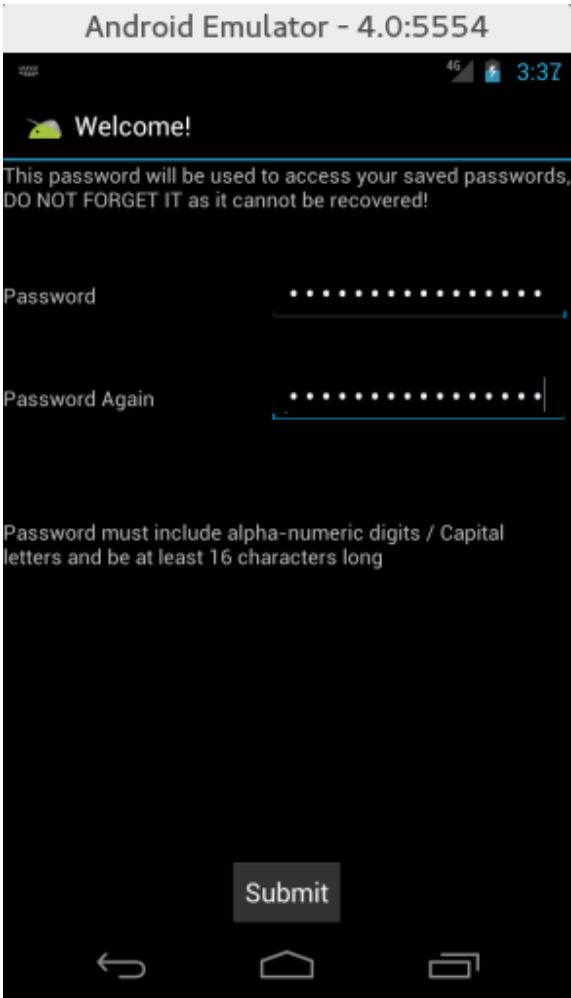 Android Emulator - 4.0:5554
4G 3:37
Welcome!
This password will be used to access your saved passwords,
DO NOT FORGET IT as it cannot be recovered!
Password ••••••••••••••••
Password Again ••••••••••••••••
Password must include alpha-numeric digits / Capital
letters and be at least 16 characters long
Submit